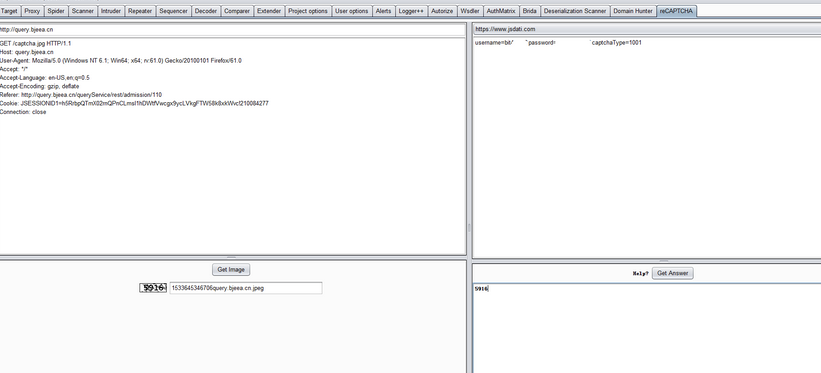 Target Proxy Spider Scanner Intruder Repeater Sequencer Decoder Comparer Extender Project options User options Alerts Logger++ Autorize Wsdler AuthMatrix Brida Deserialization Scanner Domain Hunter reCAPTCHA
http://query.bjeea.cn
GET /captcha.jpg HTTP/1.1
Host: query.bjeea.cn
User-Agent: Mozilla/5.0 (Windows NT 6.1; Win64; x64; rv:61.0) Gecko/20100101 Firefox/61.0
Accept: */*
Accept-Language: en-US,en;q=0.5
Accept-Encoding: gzip, deflate
Referer: http://query.bjeea.cn/queryService/rest/admission/110
Cookie:
Connection: close
Get Image
5916
1533645346706query.bjeea.cn.jpeg
https://www.jsdati.com
username=bit/ password= captchaType=1001
Help?
Get Answer
5916